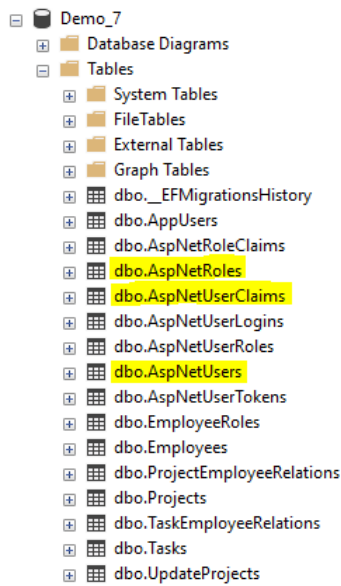 Demo_7
Database Diagrams
Tables
System Tables
FileTables
External Tables
Graph Tables
dbo.__EFMigrationsHistory
dbo.AppUsers
dbo.AspNetRoleClaims
dbo.AspNetRoles
dbo.AspNetUserClaims
dbo.AspNetUserLogins
dbo.AspNetUserRoles
dbo.AspNetUsers
dbo.AspNetUserTokens
dbo.EmployeeRoles
dbo.Employees
dbo.ProjectEmployeeRelations
dbo.Projects
dbo.TaskEmployeeRelations
dbo.Tasks
dbo.UpdateProjects